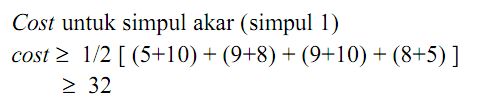 Cost untuk simpul akar (simpul 1)
cost ≥ 1/2 [ (5+10) + (9+8) + (9+10) + (8+5) ]
≥ 32